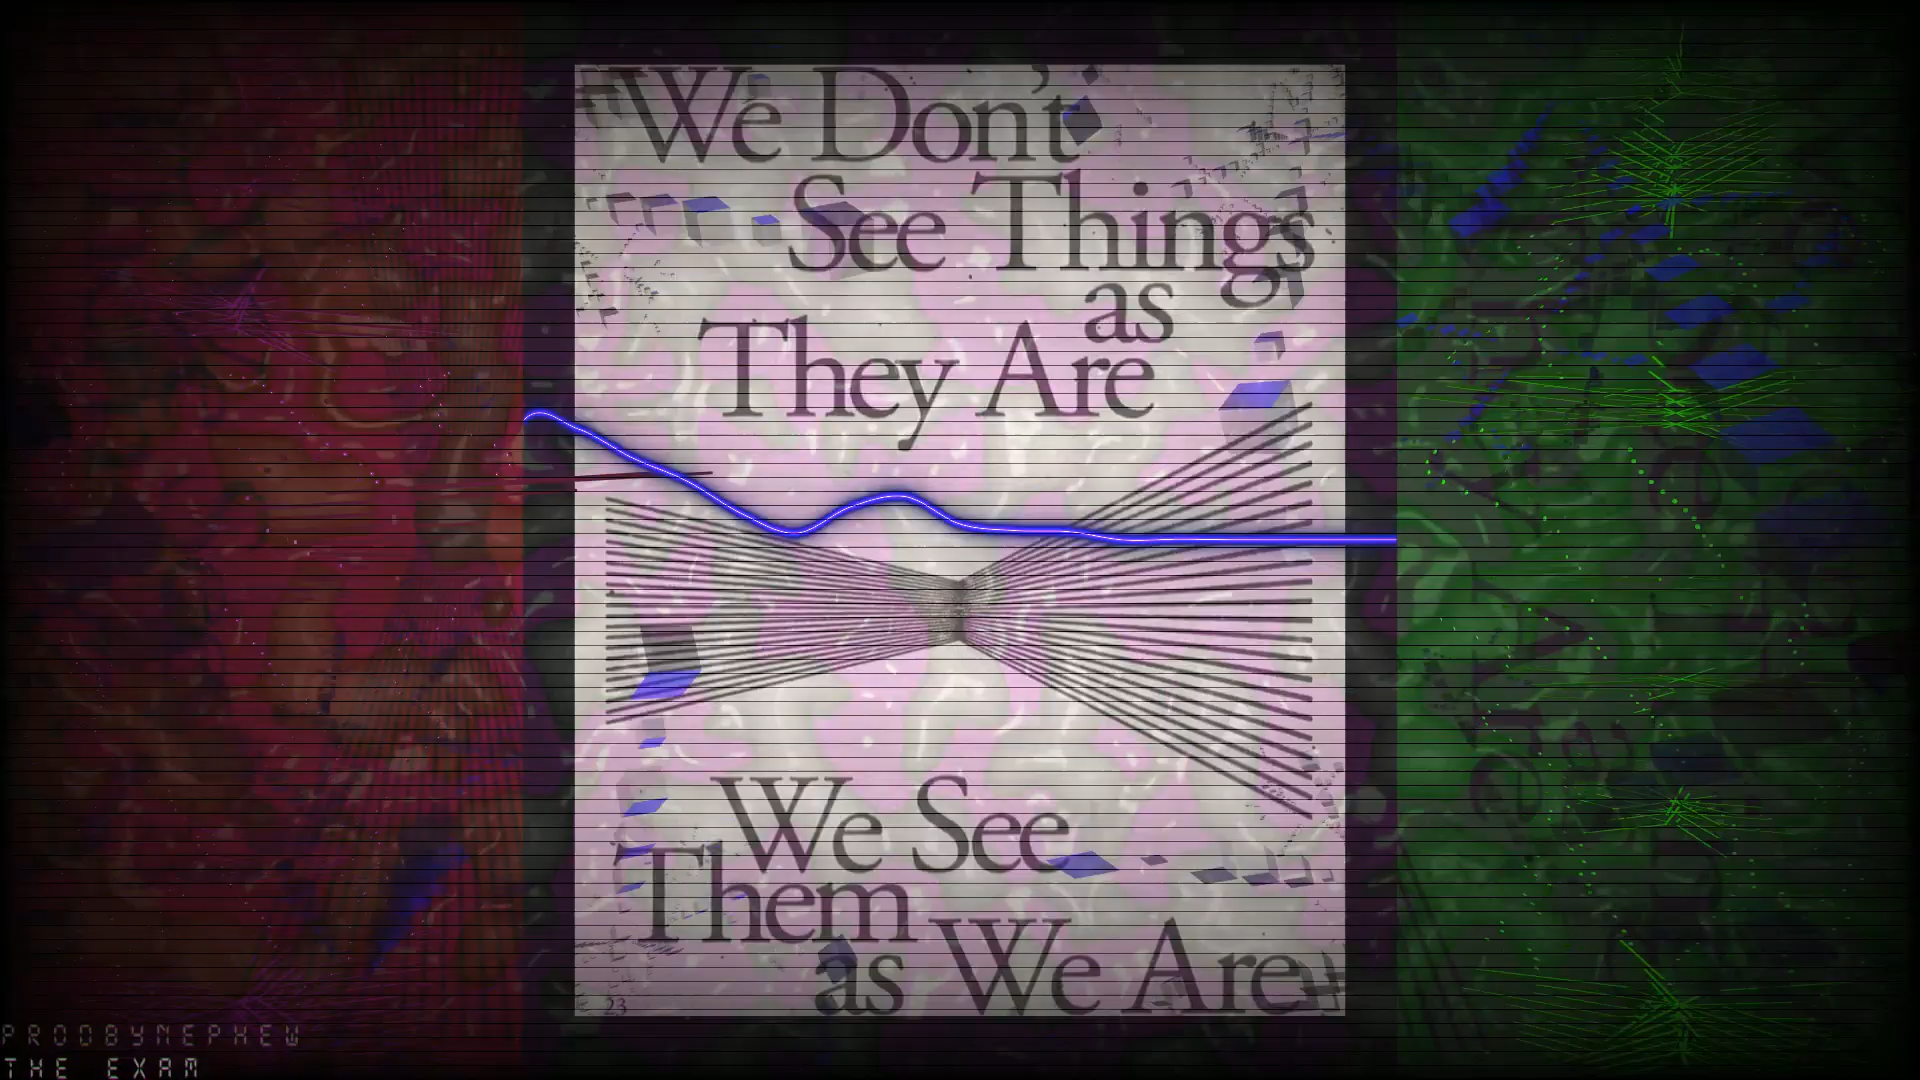 We Don't
See Things
as
They Are
We See
Them
as We Are
23
PRODBYNEPHEW
THE EXAM